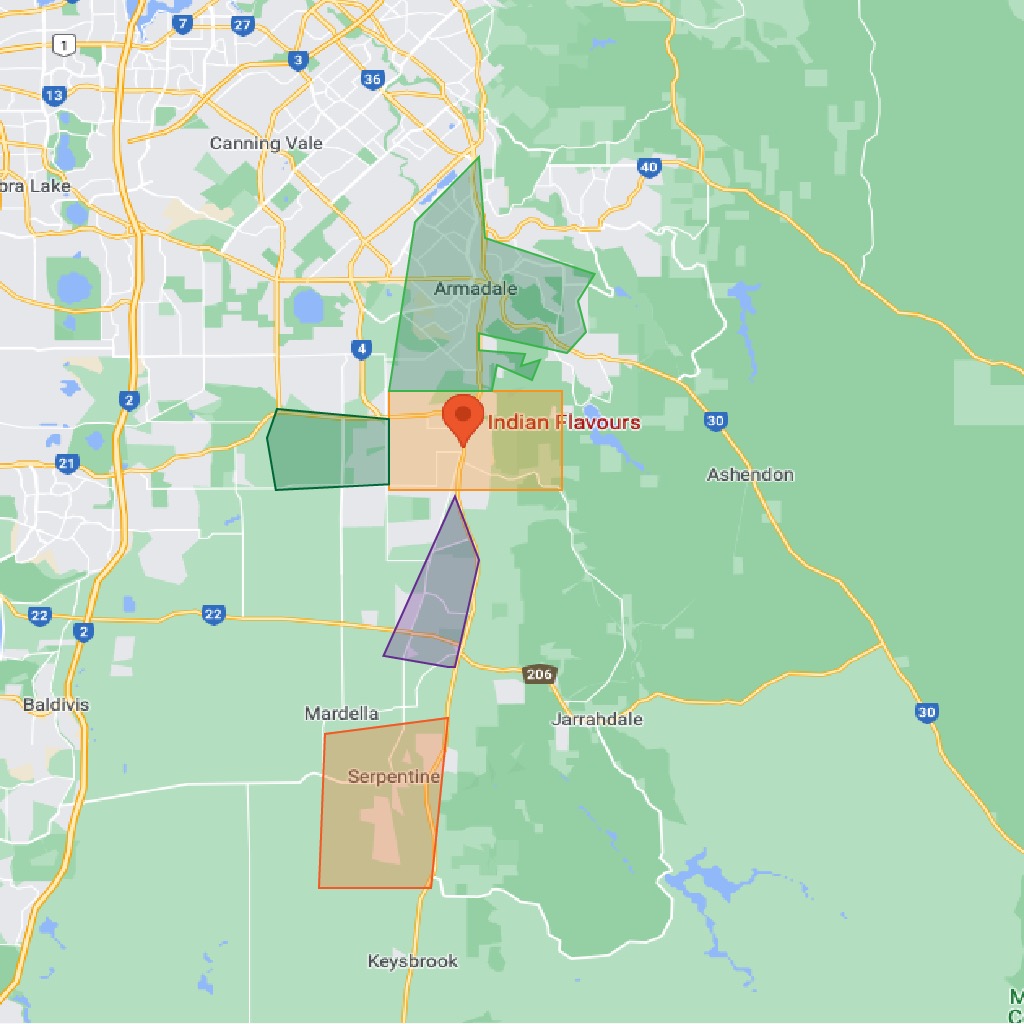 7
27
1
3
36
13
Canning Vale
40
ora Lake
Armadale
4
2
30
Indian Flavours
21
Ashendon
22
22
2
206
Baldivis
Mardella
Jarrahdale
30
Serpentine
Keysbrook
M
C